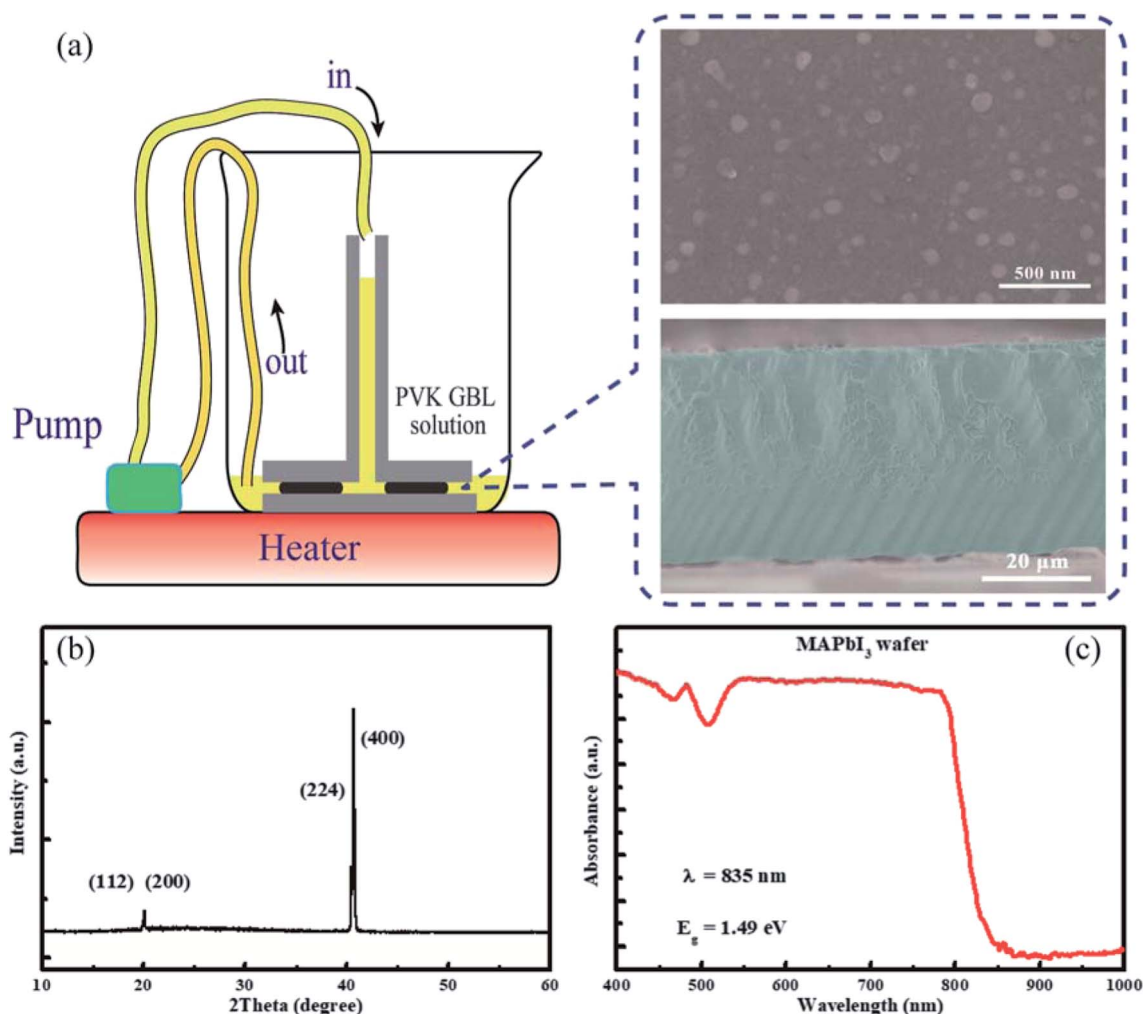 (a)
in
out
PVK GBL
solution
Pump
Heater
500 nm
20 μm
(b)
Intensity (a.u.)
(112) (200)
(224)
(400)
10 20 30 40 50 60
2Theta (degree)
MAPbI₃ wafer
(c)
Absorbance (a.u.)
λ = 835 nm
E_g = 1.49 eV
400 500 600 700 800 900 1000
Wavelength (nm)